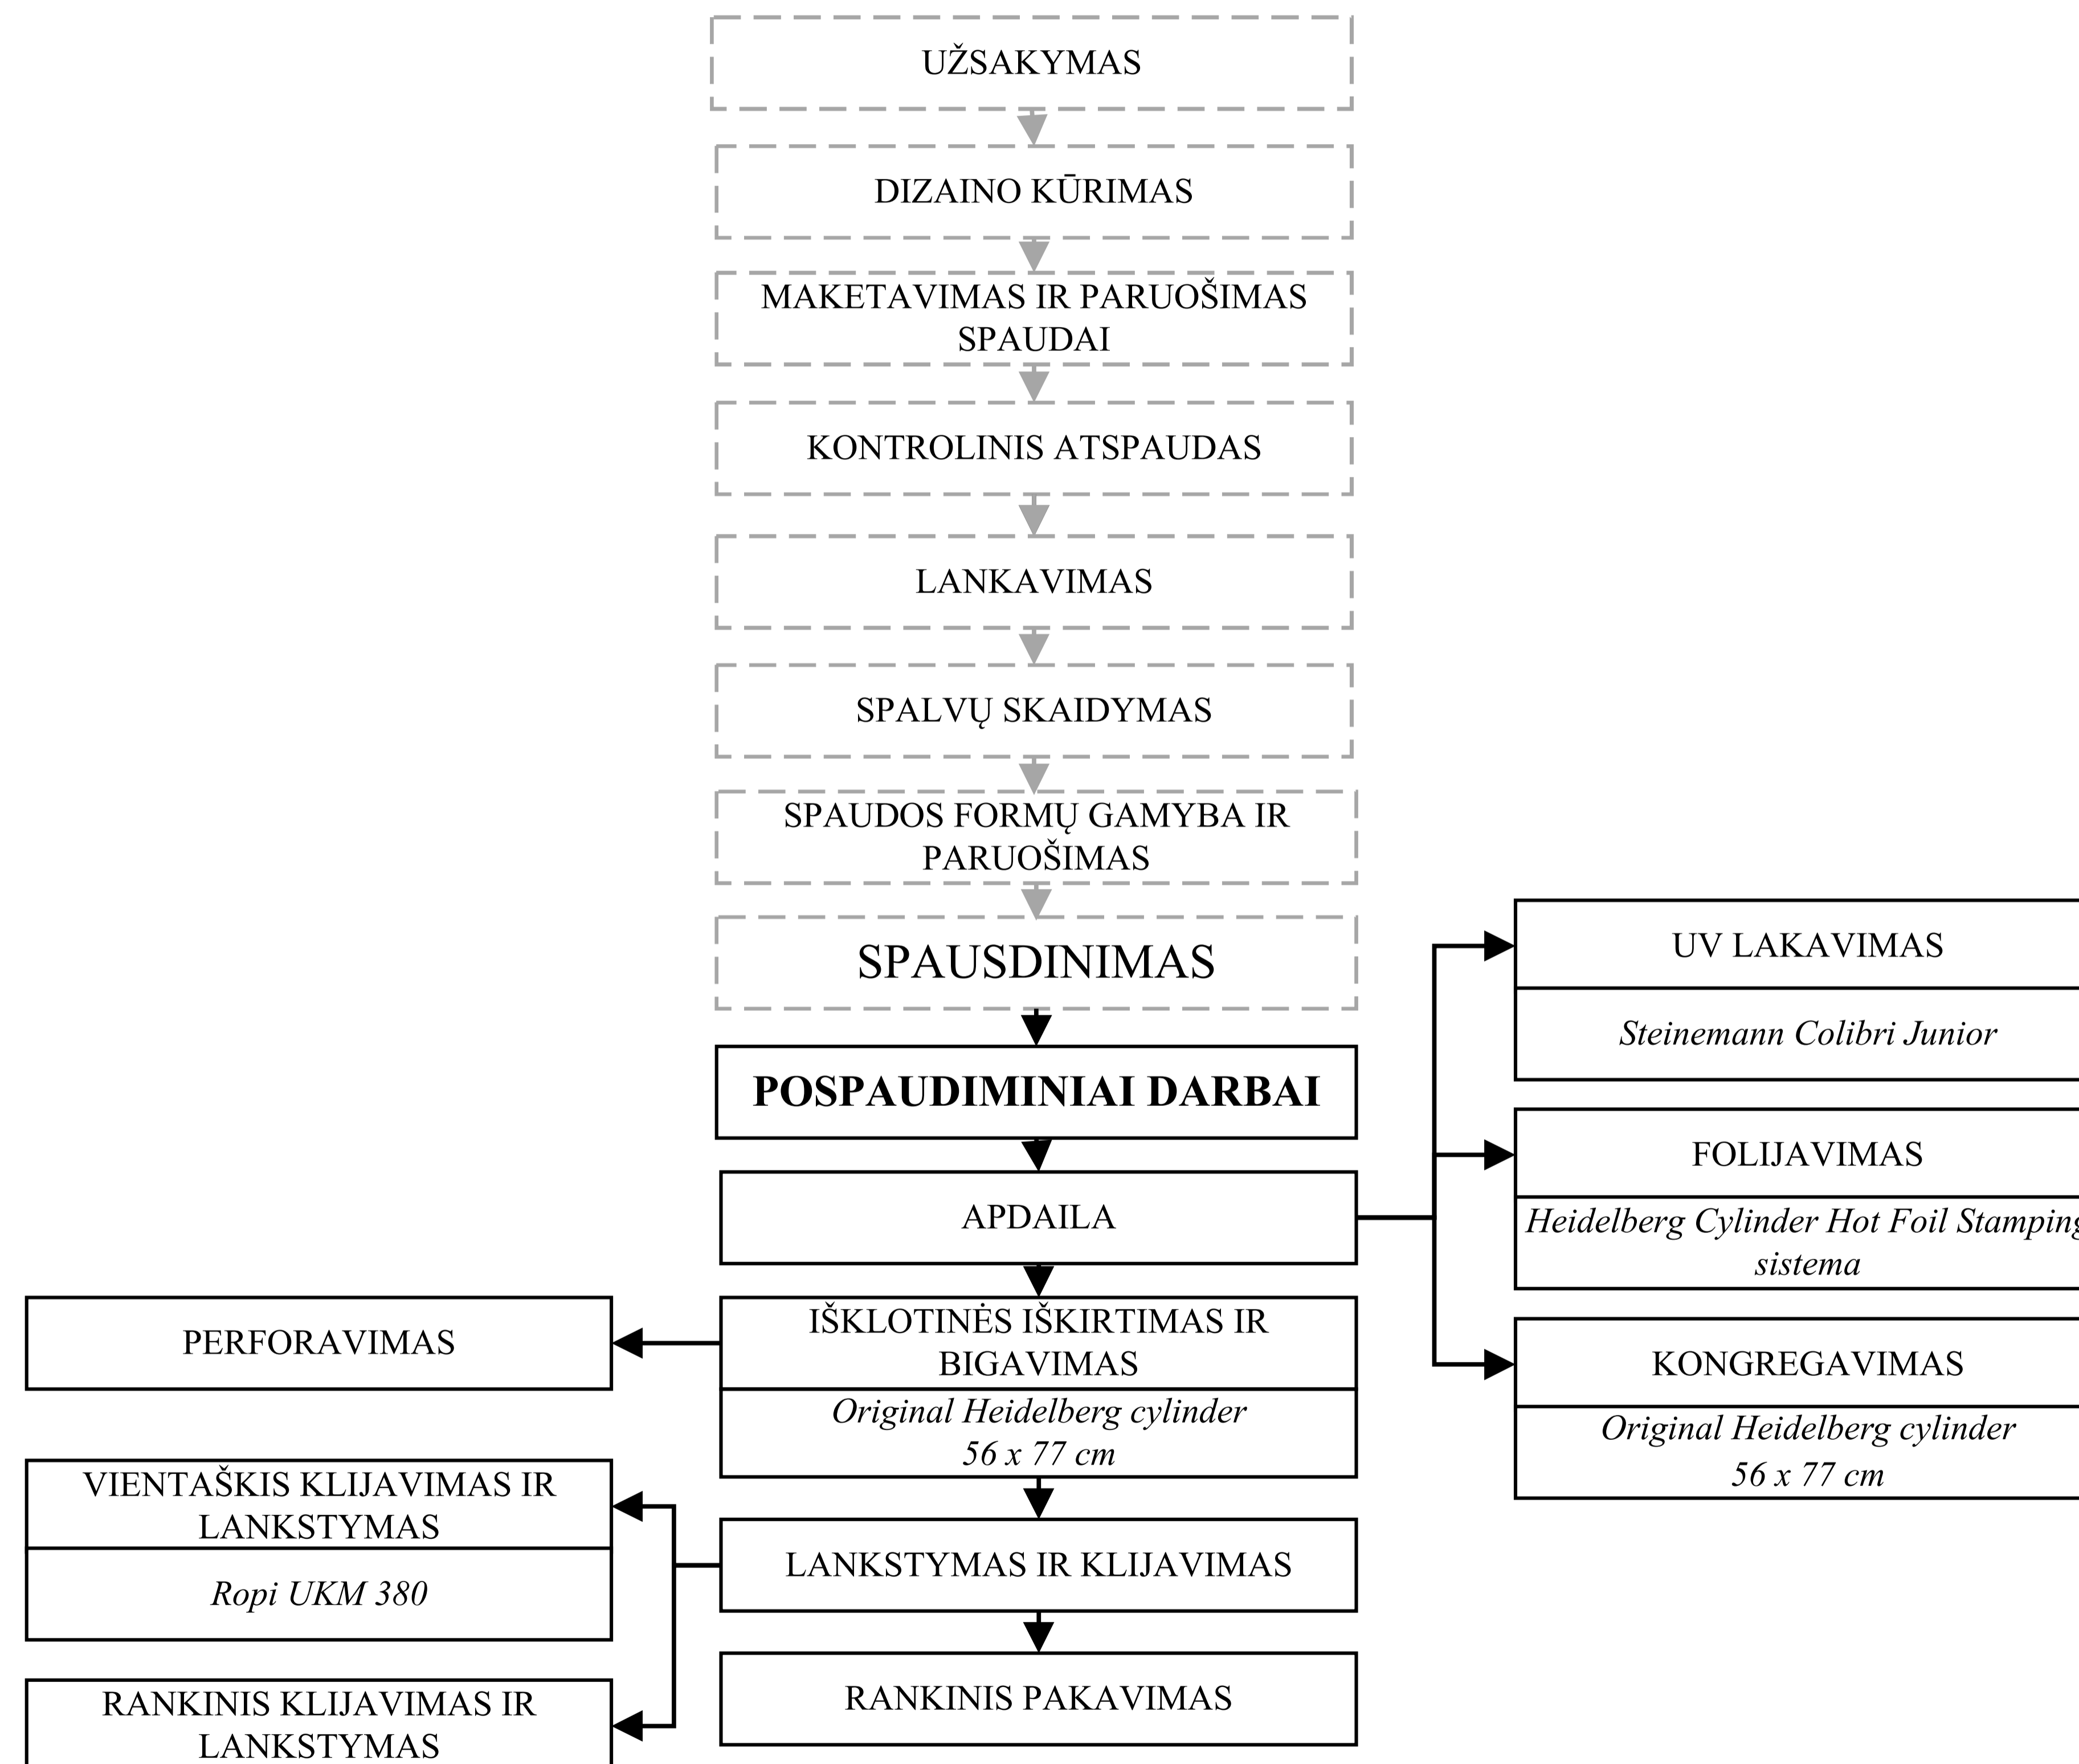 UŽSAKYMAS
DIZAINO KŪRIMAS
MAKETAVIMAS IR PARUOŠIMAS
SPAUDAI
KONTROLINIS ATSPAUDAS
LANKAVIMAS
SPALVŲ SKAIDYMAS
SPAUDOS FORMŲ GAMYBA IR
PARUOŠIMAS
SPAUSDINIMAS
POSPAUDIMINIAI DARBAI
APDAILA
UV LAKAVIMAS
Steinemann Colibri Junior
FOLIJAVIMAS
Heidelberg Cylinder Hot Foil Stamping
sistema
KONGREGAVIMAS
Original Heidelberg cylinder
56 x 77 cm
IŠKLOTINĖS IŠKIRTIMAS IR
BIGAVIMAS
Original Heidelberg cylinder
56 x 77 cm
PERFORAVIMAS
LANKSTYMAS IR KLIJAVIMAS
VIENTAŠKIS KLIJAVIMAS IR
LANKSTYMAS
Ropi UKM 380
RANKINIS KLIJAVIMAS IR
LANKSTYMAS
RANKINIS PAKAVIMAS